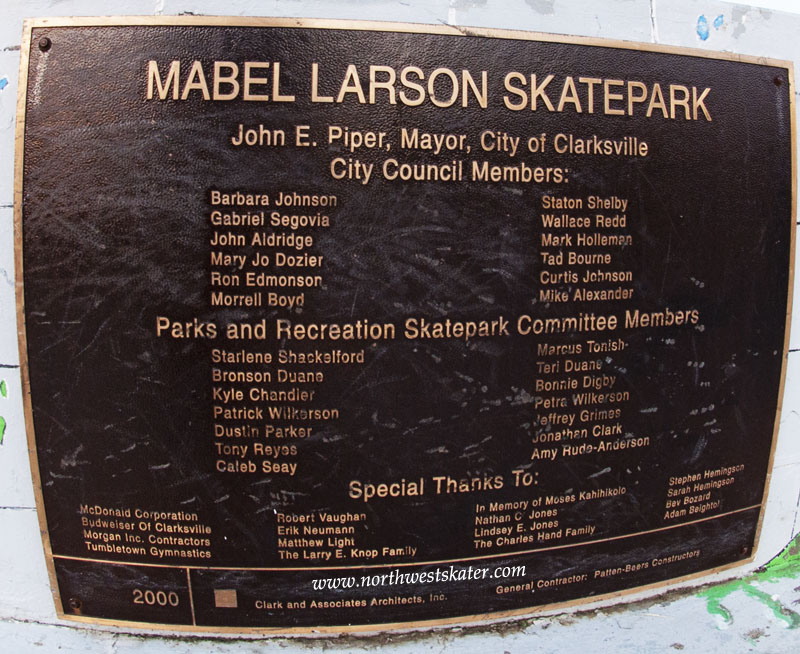 MABEL LARSON SKATEPARK
John E. Piper, Mayor, City of Clarksville
City Council Members:
Barbara Johnson
Gabriel Segovia
John Aldridge
Mary Jo Dozier
Ron Edmonson
Morrell Boyd
Staton Shelby
Wallace Redd
Mark Holleman
Tad Bourne
Curtis Johnson
Mike Alexander
Parks and Recreation Skatepark Committee Members
Starlene Shackelford
Bronson Duane
Kyle Chandler
Patrick Wilkerson
Dustin Parker
Tony Reyes
Caleb Seay
Marcus Tonish
Teri Duane
Bonnie Digby
Petra Wilkerson
Jeffrey Grimes
Jonathan Clark
Amy Rude-Anderson
Special Thanks To:
McDonald Corporation
Budweiser Of Clarksville
Morgan Inc. Contractors
Tumbletown Gymnastics
Robert Vaughan
Erik Neumann
Matthew Light
The Larry E. Knop Family
In Memory of Moses Kahihikolo
Nathan C. Jones
Lindsey E. Jones
The Charles Hand Family
Stephen Hemingson
Sarah Hemingson
Bev Bozard
Adam Beightol
www.northwestskater.com
2000
Clark and Associates Architects, Inc.
General Contractor: Patten-Beers Constructors